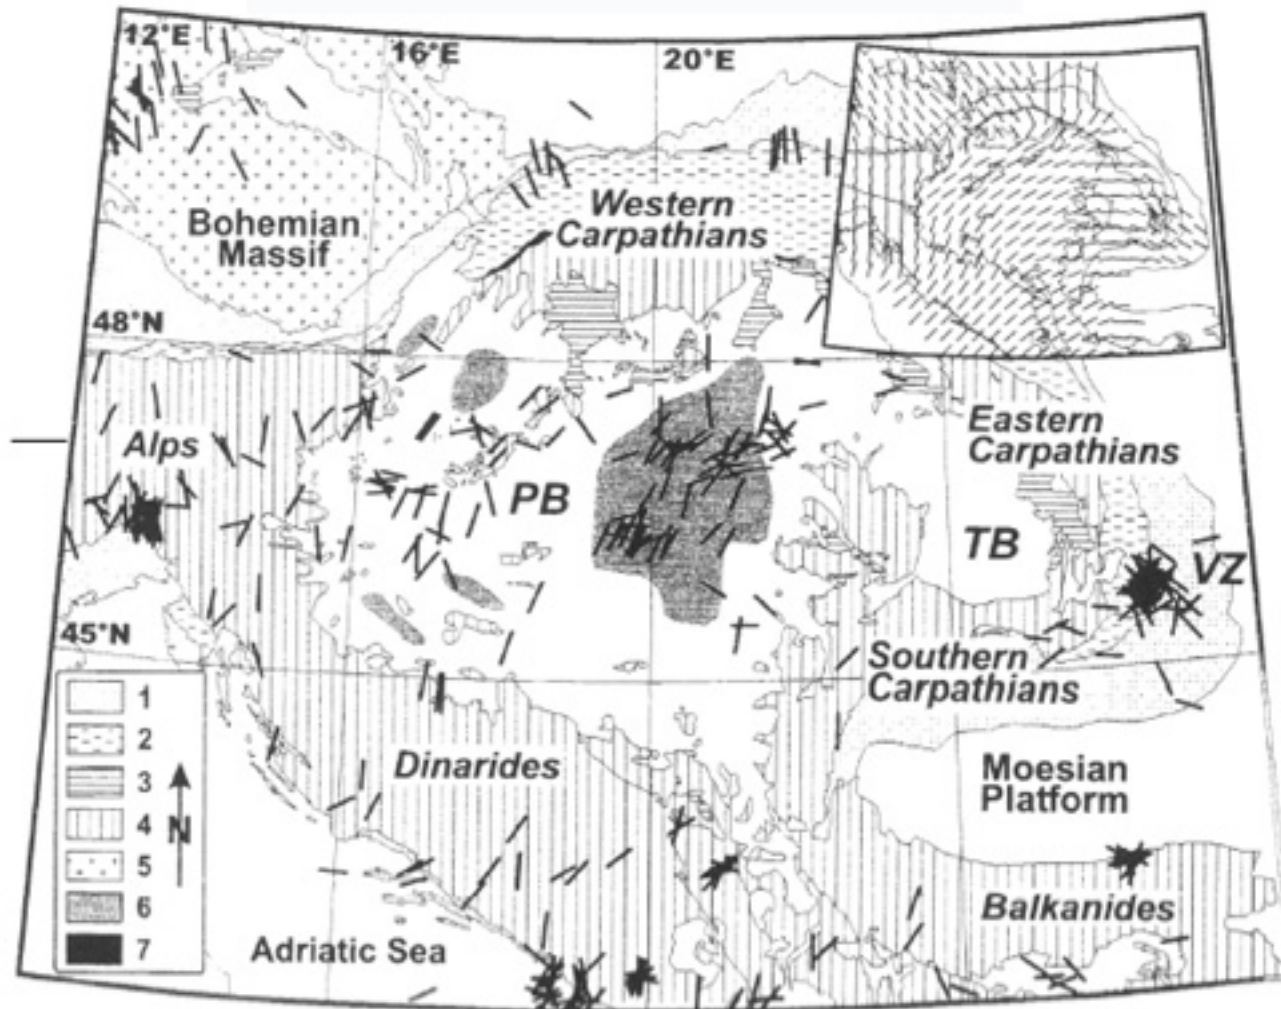 12°E
16°E
20°E
Bohemian
Massif
Western
Carpathians
48°N
Alps
Eastern
Carpathians
PB
TB
VZ
45°N
Southern
Carpathians
1
2
3
4
5
6
7
N
Dinarides
Moesian
Platform
Adriatic Sea
Balkanides